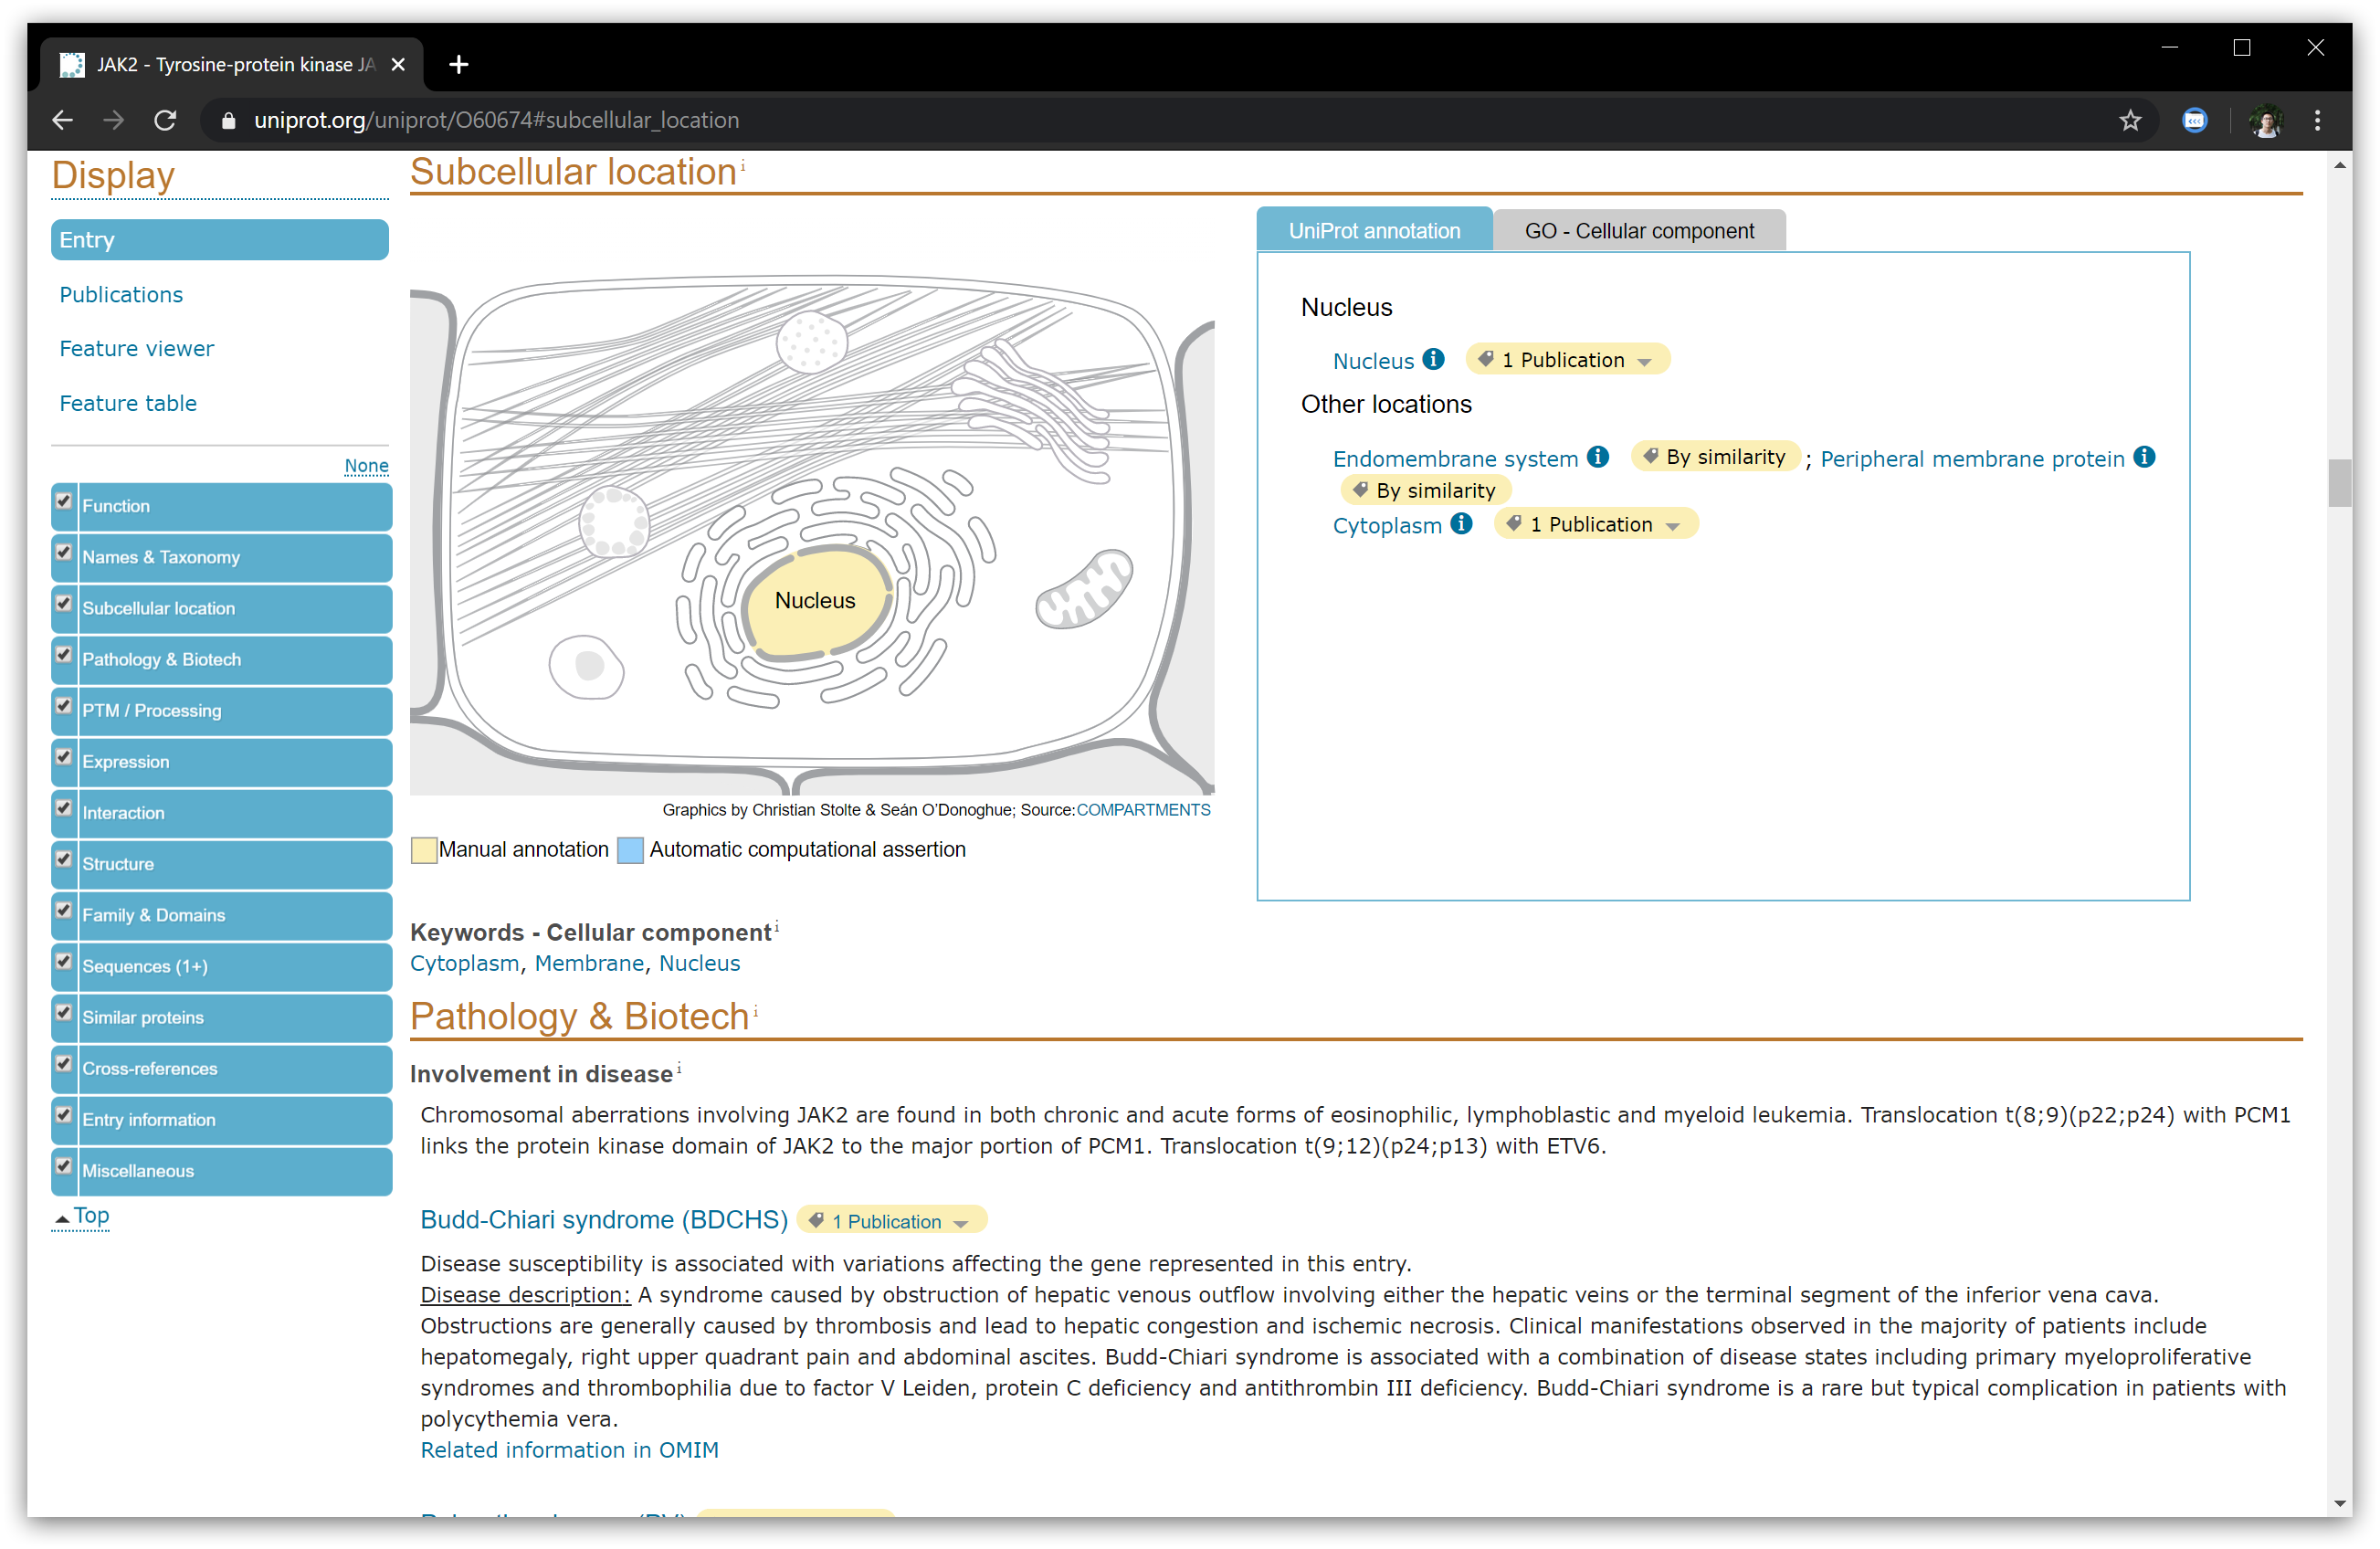 JAK2 - Tyrosine-protein kinase JA
uniprot.org/uniprot/O60674#subcellular_location
Display
Entry
Publications
Feature viewer
Feature table
None
Function
Names & Taxonomy
Subcellular location
Pathology & Biotech
PTM / Processing
Expression
Interaction
Structure
Family & Domains
Sequences (1+)
Similar proteins
Cross-references
Entry information
Miscellaneous
Top
Subcellular location i
Nucleus
Graphics by Christian Stolte & Seán O’Donoghue; Source:COMPARTMENTS
Manual annotation Automatic computational assertion
UniProt annotation GO - Cellular component
Nucleus
Nucleus i 1 Publication
Other locations
Endomembrane system i By similarity ; Peripheral membrane protein i
By similarity
Cytoplasm i 1 Publication
Keywords - Cellular component i
Cytoplasm, Membrane, Nucleus
Pathology & Biotech i
Involvement in disease i
Chromosomal aberrations involving JAK2 are found in both chronic and acute forms of eosinophilic, lymphoblastic and myeloid leukemia. Translocation t(8;9)(p22;p24) with PCM1
links the protein kinase domain of JAK2 to the major portion of PCM1. Translocation t(9;12)(p24;p13) with ETV6.
Budd-Chiari syndrome (BDCHS) 1 Publication
Disease susceptibility is associated with variations affecting the gene represented in this entry.
Disease description: A syndrome caused by obstruction of hepatic venous outflow involving either the hepatic veins or the terminal segment of the inferior vena cava.
Obstructions are generally caused by thrombosis and lead to hepatic congestion and ischemic necrosis. Clinical manifestations observed in the majority of patients include
hepatomegaly, right upper quadrant pain and abdominal ascites. Budd-Chiari syndrome is associated with a combination of disease states including primary myeloproliferative
syndromes and thrombophilia due to factor V Leiden, protein C deficiency and antithrombin III deficiency. Budd-Chiari syndrome is a rare but typical complication in patients with
polycythemia vera.
Related information in OMIM